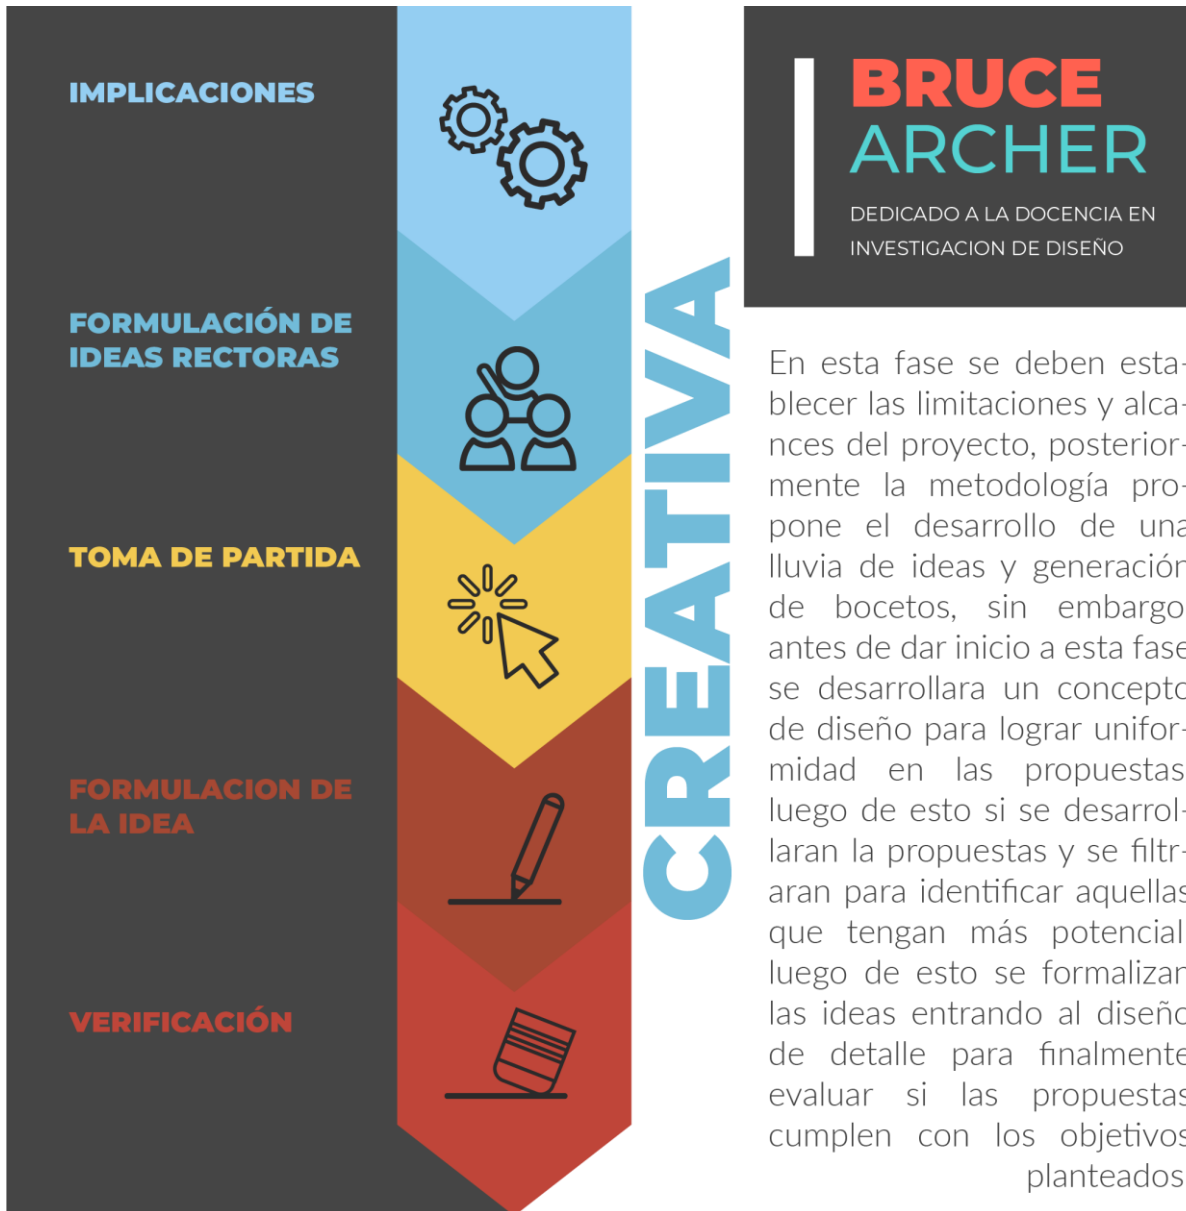 IMPLICACIONES
FORMULACIÓN DE
IDEAS RECTORAS
TOMA DE PARTIDA
FORMULACION DE
LA IDEA
VERIFICACIÓN
CREATIVA
BRUCE
ARCHER
DEDICADO A LA DOCENCIA EN
INVESTIGACION DE DISEÑO
En esta fase se deben esta-
blecer las limitaciones y alca-
nces del proyecto, posterior-
mente la metodología pro-
pone el desarrollo de una
lluvia de ideas y generación
de bocetos, sin embargo
antes de dar inicio a esta fase
se desarrollara un concepto
de diseño para lograr unifor-
midad en las propuestas
luego de esto si se desarrol-
laran la propuestas y se filtr-
aran para identificar aquellas
que tengan más potencial
luego de esto se formalizan
las ideas entrando al diseño
de detalle para finalmente
evaluar si las propuestas
cumplen con los objetivos
planteados